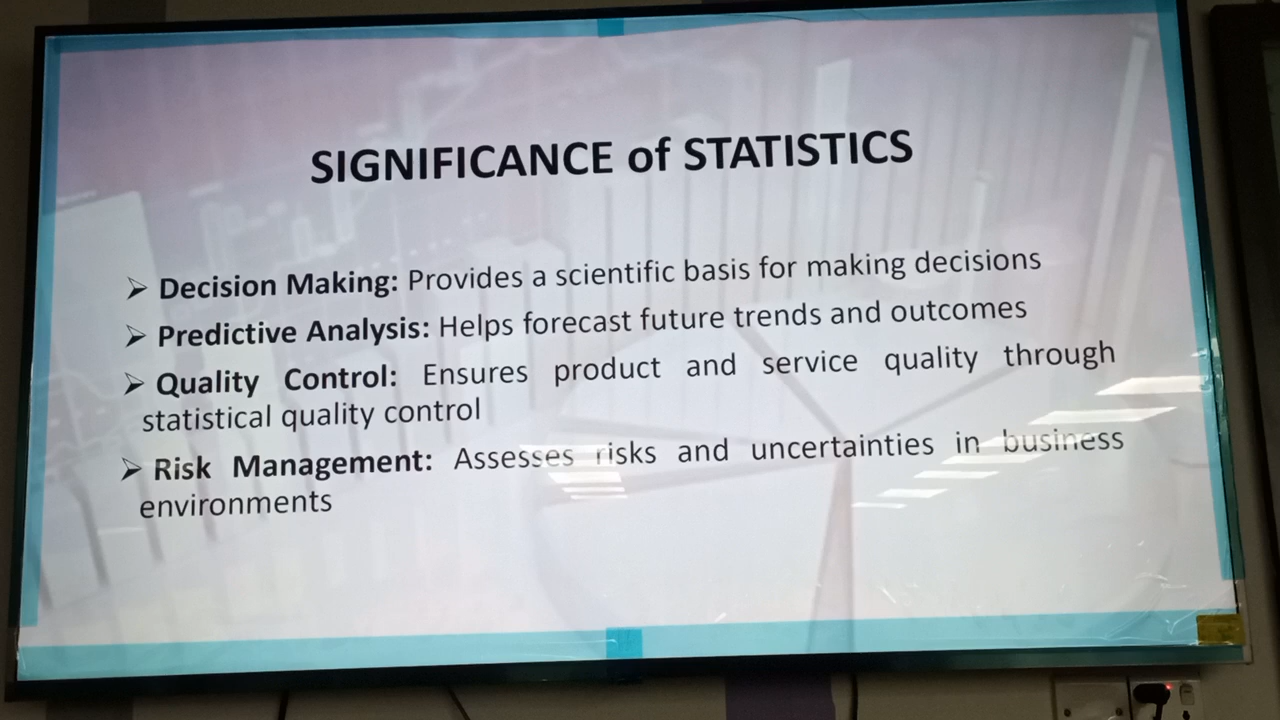 SIGNIFICANCE of STATISTICS
➢ Decision Making: Provides a scientific basis for making decisions
➢ Predictive Analysis: Helps forecast future trends and outcomes
➢ Quality Control: Ensures product and service quality through
statistical quality control
➢ Risk Management: Assesses risks and uncertainties in business
environments